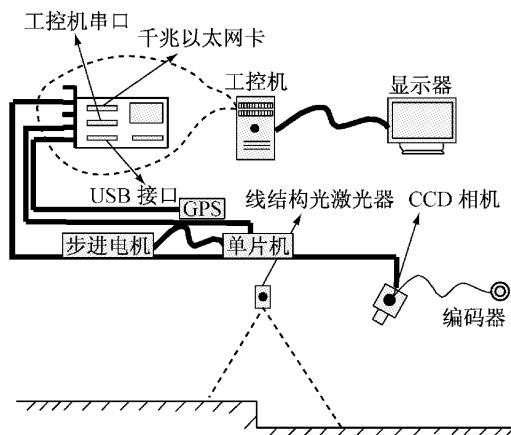 工控机串口
千兆以太网卡
工控机
显示器
USB 接口
GPS
线结构光激光器
CCD 相机
步进电机
单片机
编码器